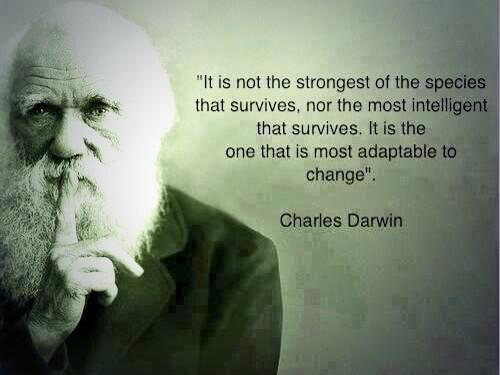 "It is not the strongest of the species
that survives, nor the most intelligent
that survives. It is the
one that is most adaptable to
change".
Charles Darwin